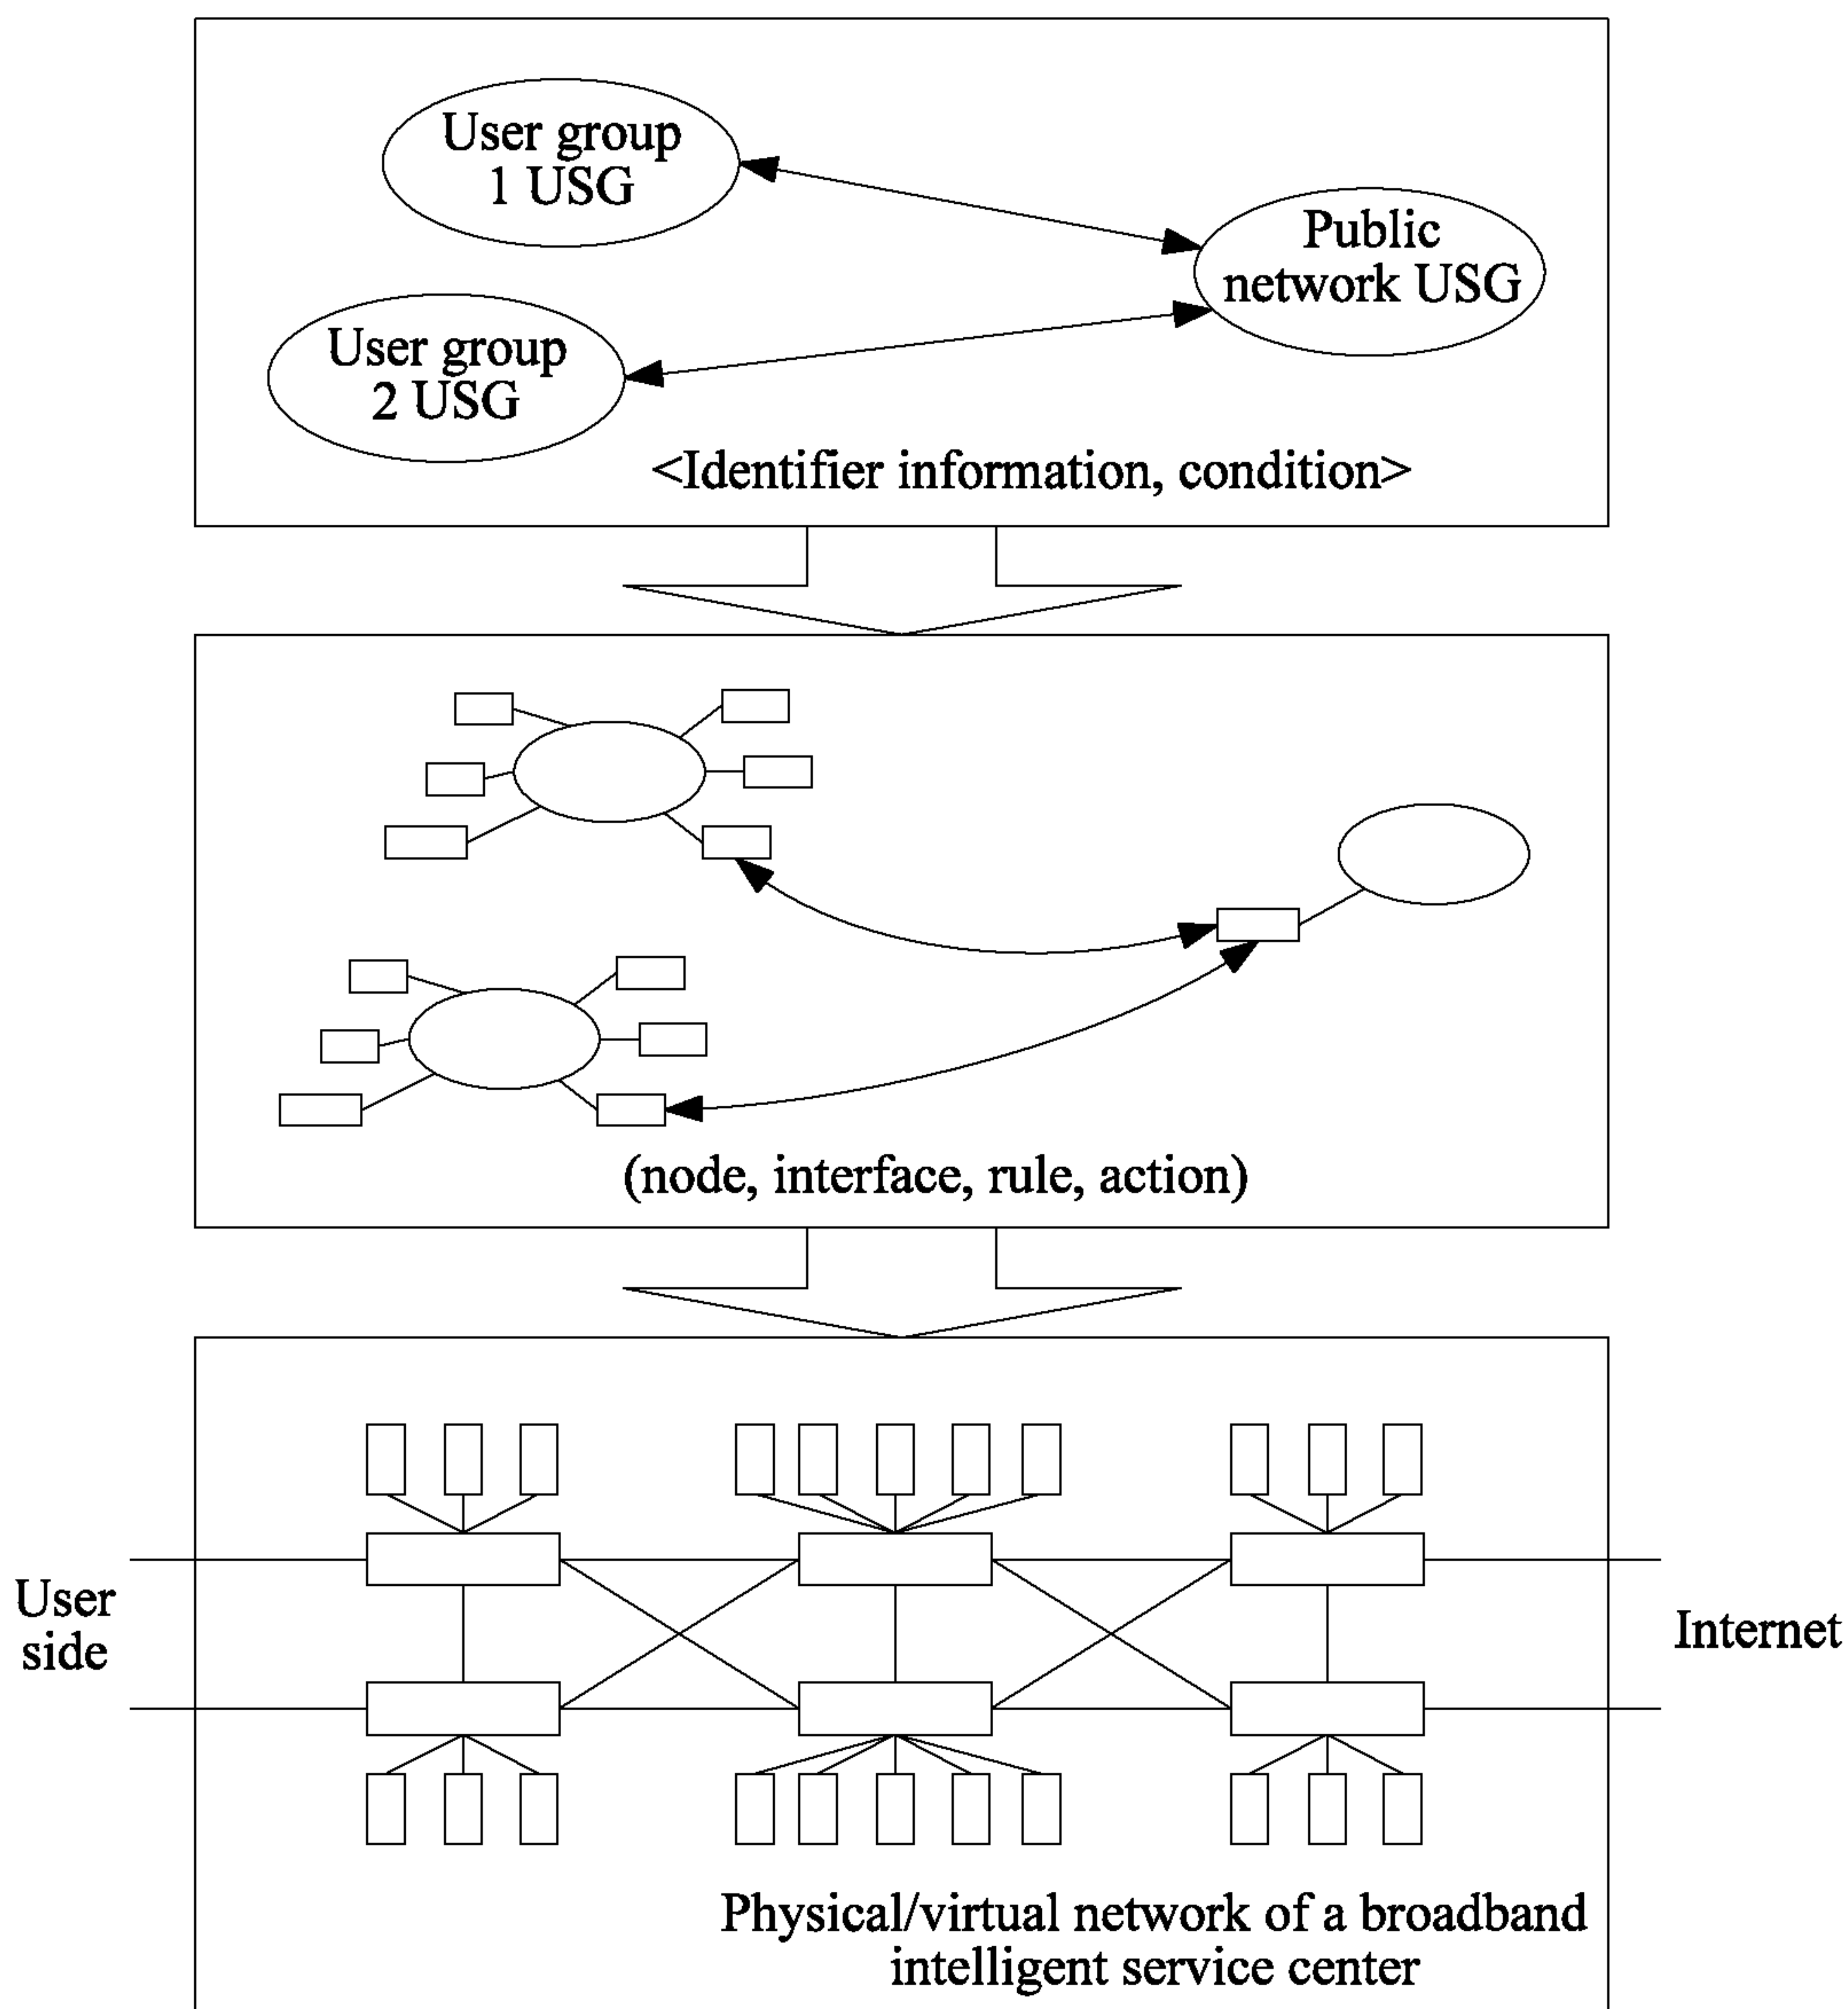 User group
1 USG
Public
network USG
User group
2 USG
<Identifier information, condition>
(node, interface, rule, action)
User
side
Internet
Physical/virtual network of a broadband
intelligent service center